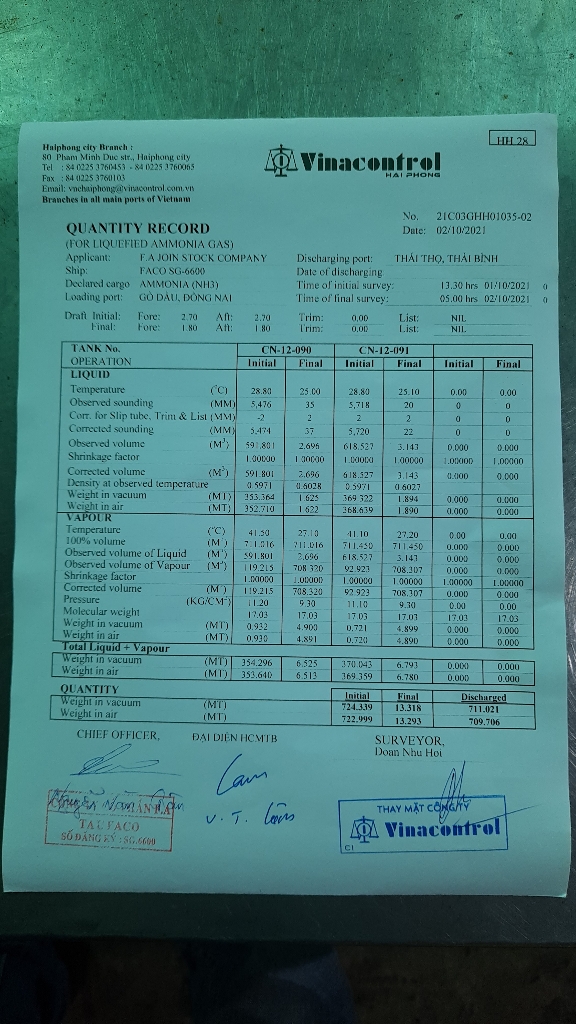 Haiphong city Branch :
80 Pham Minh Duc str., Haiphong city
Tel : 84 0225 3760453 - 84 0225 3760065
Fax : 84 0225 3760103
Email: vnchaiphong@vinacontrol.com.vn
Branches in all main ports of Vietnam
Vinacontrol
HAI PHONG
HH 28
No. 21C03GHH01035-02
Date: 02/10/2021
QUANTITY RECORD
(FOR LIQUEFIED AMMONIA GAS)
Applicant: F.A JOIN STOCK COMPANY Discharging port: THÁI THỌ, THÁI BÌNH
Ship: FACO SG-6600 Date of discharging
Declared cargo AMMONIA (NH3) Time of initial survey: 13.30 hrs 01/10/2021 0
Loading port: GÒ DẦU, ĐỒNG NAI Time of final survey: 05.00 hrs 02/10/2021 0
Draft Initial: Fore: 2.70 Aft: 2.70 Trim: 0.00 List: NIL
Final: Fore: 1.80 Aft: 1.80 Trim: 0.00 List: NIL
TANK No. CN-12-090 CN-12-091
OPERATION Initial Final Initial Final Initial Final
LIQUID
Temperature (°C) 28.80 25.00 28.80 25.10 0.00 0.00
Observed sounding (MM) 5,476 35 5,718 20 0 0
Corr. for Slip tube, Trim & List (MM) -2 2 2 2 0 0
Corrected sounding (MM) 5,474 37 5,720 22 0 0
Observed volume (M³) 591.801 2.696 618.527 3.143 0.000 0.000
Shrinkage factor 1.00000 1.00000 1.00000 1.00000 1.00000 1.00000
Corrected volume (M³) 591.801 2.696 618.527 3.143 0.000 0.000
Density at observed temperature 0.5971 0.6028 0.5971 0.6027
Weight in vacuum (MT) 353.364 1.625 369.322 1.894 0.000 0.000
Weight in air (MT) 352.710 1.622 368.639 1.890 0.000 0.000
VAPOUR
Temperature (°C) 41.50 27.10 41.10 27.20 0.00 0.00
100% volume (M³) 711.016 711.016 711.450 711.450 0.000 0.000
Observed volume of Liquid (M³) 591.801 2.696 618.527 3.143 0.000 0.000
Observed volume of Vapour (M³) 119.215 708.320 92.923 708.307 0.000 0.000
Shrinkage factor 1.00000 1.00000 1.00000 1.00000 1.00000 1.00000
Corrected volume (M³) 119.215 708.320 92.923 708.307 0.000 0.000
Pressure (KG/CM²) 11.20 9.30 11.10 9.30 0.00 0.00
Molecular weight 17.03 17.03 17.03 17.03 17.03 17.03
Weight in vacuum (MT) 0.932 4.900 0.721 4.899 0.000 0.000
Weight in air (MT) 0.930 4.891 0.720 4.890 0.000 0.000
Total Liquid + Vapour
Weight in vacuum (MT) 354.296 6.525 370.043 6.793 0.000 0.000
Weight in air (MT) 353.640 6.513 369.359 6.780 0.000 0.000
QUANTITY Initial Final Discharged
Weight in vacuum (MT) 724.339 13.318 711.021
Weight in air (MT) 722.999 13.293 709.706
CHIEF OFFICER, ĐẠI DIỆN HCMTB SURVEYOR,
Doan Nhu Hoi
TÀU FACO
SỐ ĐĂNG KÝ : SG.6600
THAY MẶT CÔNG TY
Vinacontrol
C1